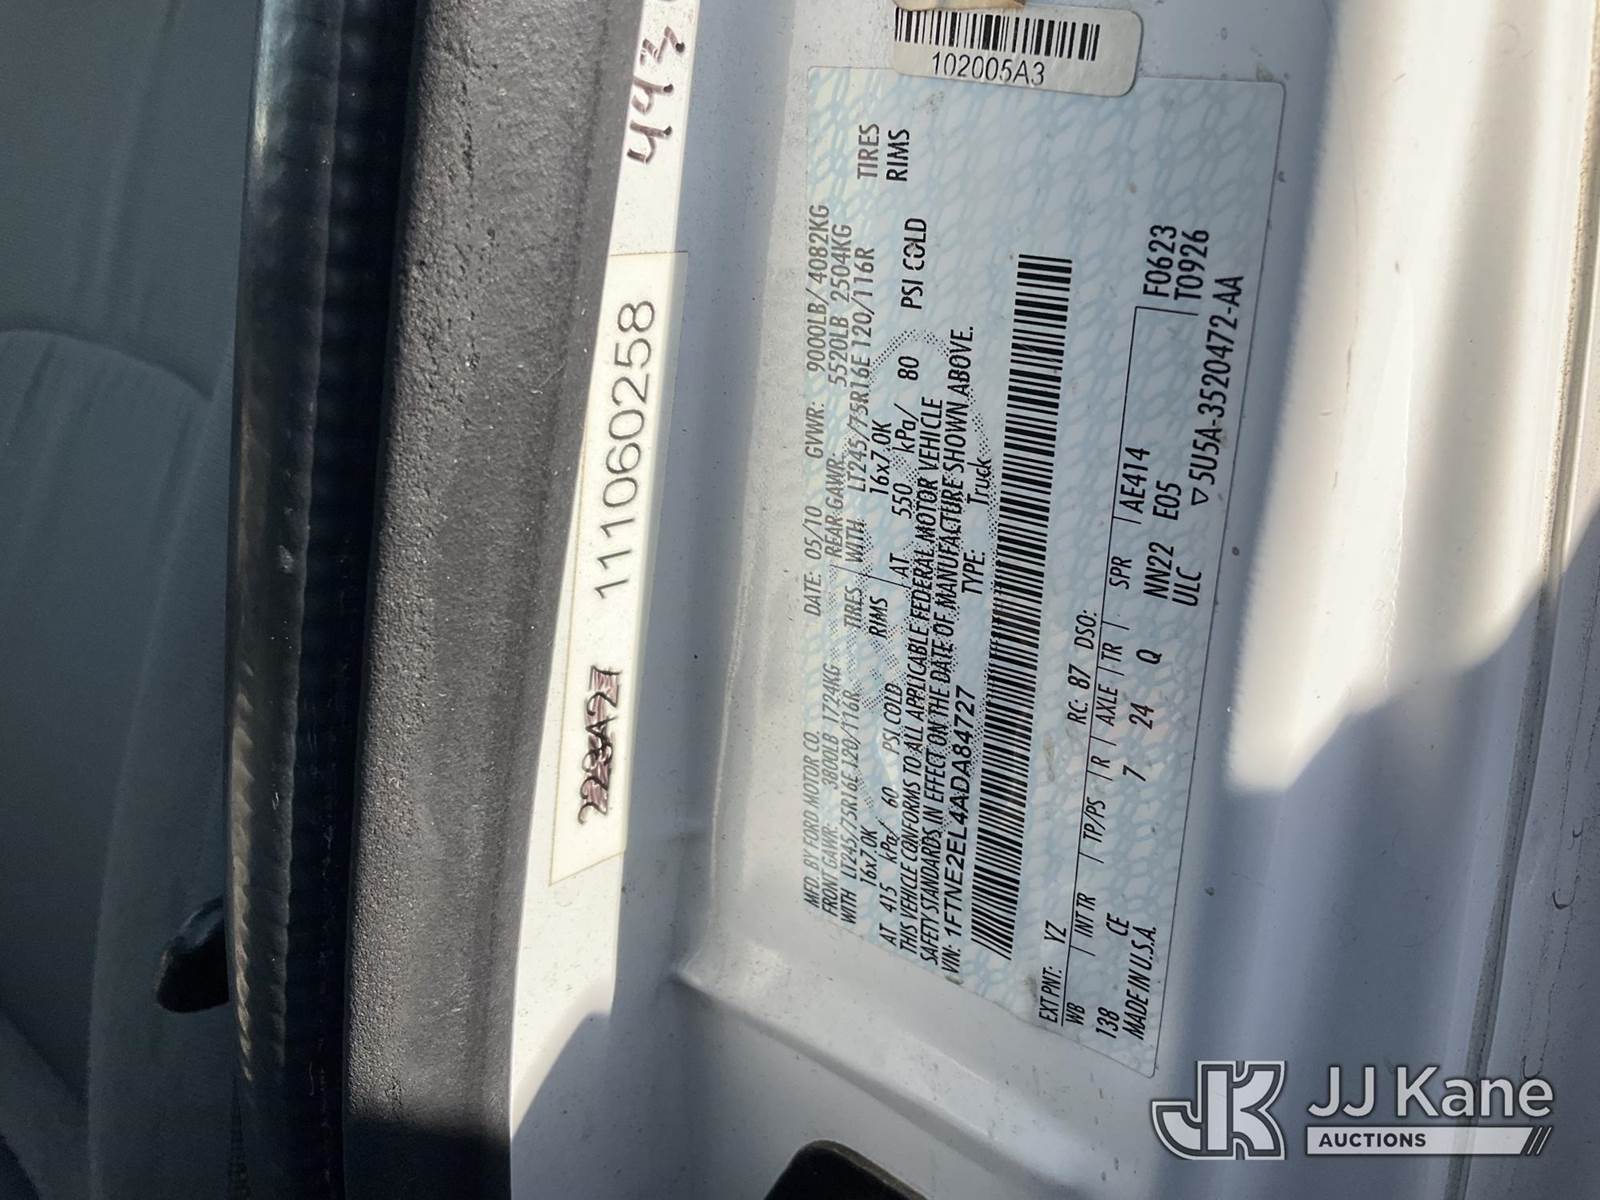 102005A3
443
11060258
MFD. BY FORD MOTOR CO. DATE: 05/10 GVWR: 9000LB/ 4082KG
FRONT GAWR: 3800LB 1724KG REAR GAWR: 5520LB 2504KG
WITH LT245/75R16E 120/116R TIRES WITH LT245/75R16E 120/116R TIRES
16x7.0K RIMS 16x7.0K RIMS
AT 415 kPa/ 60 PSI COLD AT 550 kPa/ 80 PSI COLD
THIS VEHICLE CONFORMS TO ALL APPLICABLE FEDERAL MOTOR VEHICLE
SAFETY STANDARDS IN EFFECT ON THE DATE OF MANUFACTURE SHOWN ABOVE.
VIN: 1FTNE2EL4ADA84727 TYPE: Truck
EXT PNT: YZ RC: 87 DSO:
WB INT TR TP/PS R AXLE TR SPR AE414 F0623
138 CE 7 24 Q NN22 E05 T0926
MADE IN U.S.A. ULC
▽5U5A-3520472-AA
JJ Kane
AUCTIONS